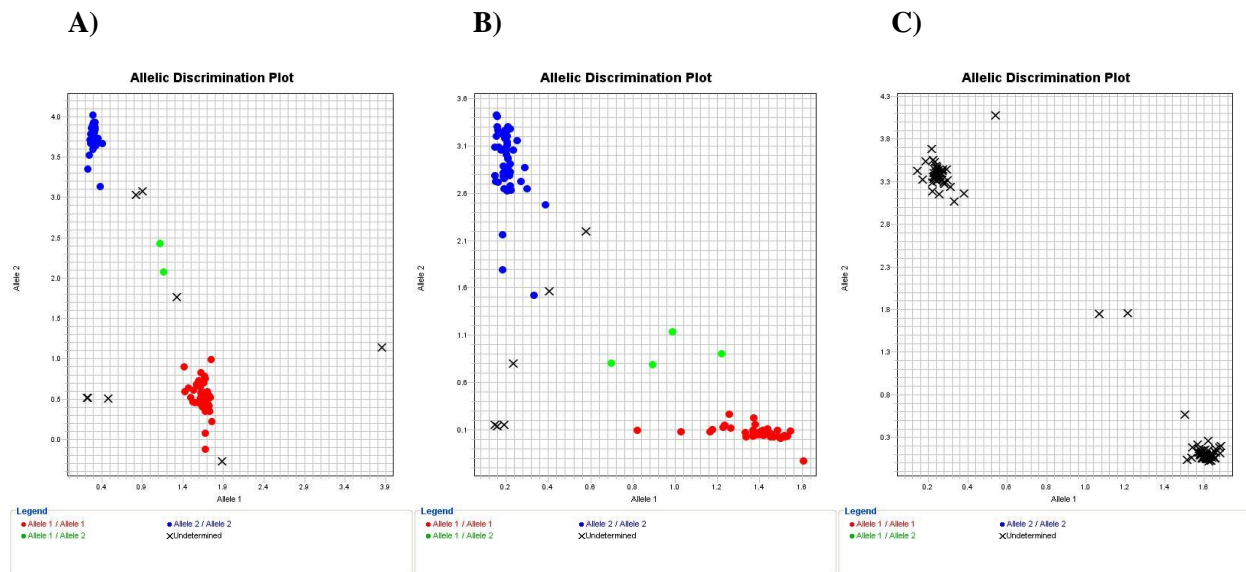 A)
Allelic Discrimination Plot
4.0
3.5
3.0
2.5
2.0
1.5
1.0
0.5
0.0
Allele 2
0.4 0.9 1.4 1.9 2.4 2.9 3.4 3.9
Allele 1
Legend
Allele 1 / Allele 1
Allele 2 / Allele 2
Allele 1 / Allele 2
Undetermined
B)
Allelic Discrimination Plot
3.6
3.1
2.6
2.1
1.6
1.1
0.6
0.1
Allele 2
0.2 0.4 0.6 0.8 1.0 1.2 1.4 1.6
Allele 1
Legend
Allele 1 / Allele 1
Allele 2 / Allele 2
Allele 1 / Allele 2
Undetermined
C)
Allelic Discrimination Plot
4.3
3.8
3.3
2.8
2.3
1.8
1.3
0.8
0.3
Allele 2
0.2 0.4 0.6 0.8 1.0 1.2 1.4 1.6
Allele 1
Legend
Allele 1 / Allele 1
Allele 2 / Allele 2
Allele 1 / Allele 2
Undetermined